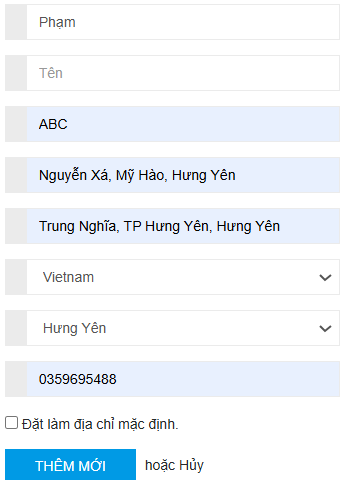 Phạm
Tên
ABC
Nguyễn Xá, Mỹ Hào, Hưng Yên
Trung Nghĩa, TP Hưng Yên, Hưng Yên
Vietnam
Hưng Yên
0359695488
Đặt làm địa chỉ mặc định.
THÊM MỚI hoặc Hủy